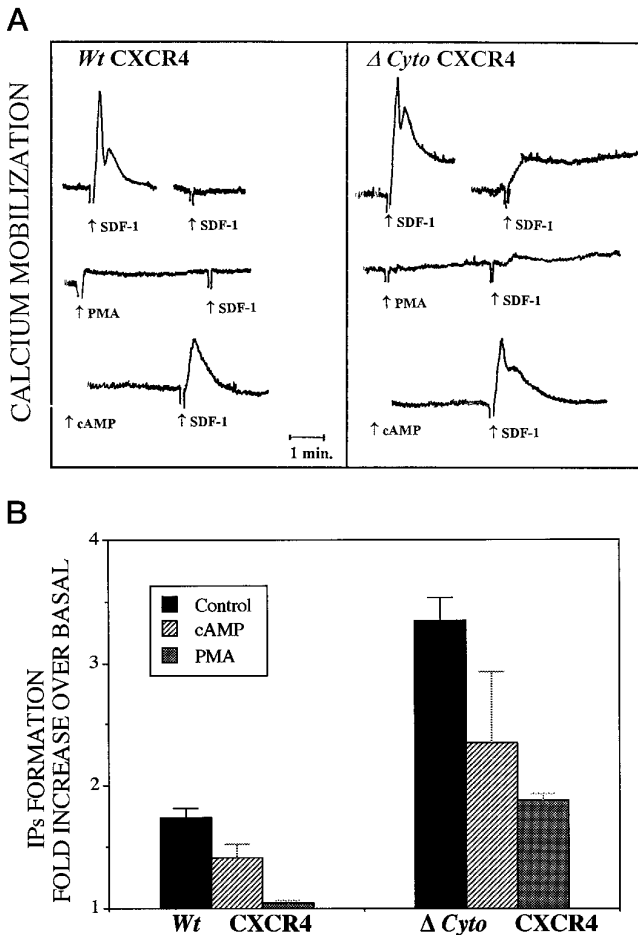 A
CALCIUM MOBILIZATION
Wt CXCR4
↑ SDF-1 ↑ SDF-1
↑ PMA ↑ SDF-1
↑ cAMP ↑ SDF-1
1 min.
Δ Cyto CXCR4
↑ SDF-1 ↑ SDF-1
↑ PMA ↑ SDF-1
↑ cAMP ↑ SDF-1
B
IPs FORMATION
FOLD INCREASE OVER BASAL
4
3
2
1
Control
cAMP
PMA
Wt CXCR4 Δ Cyto CXCR4